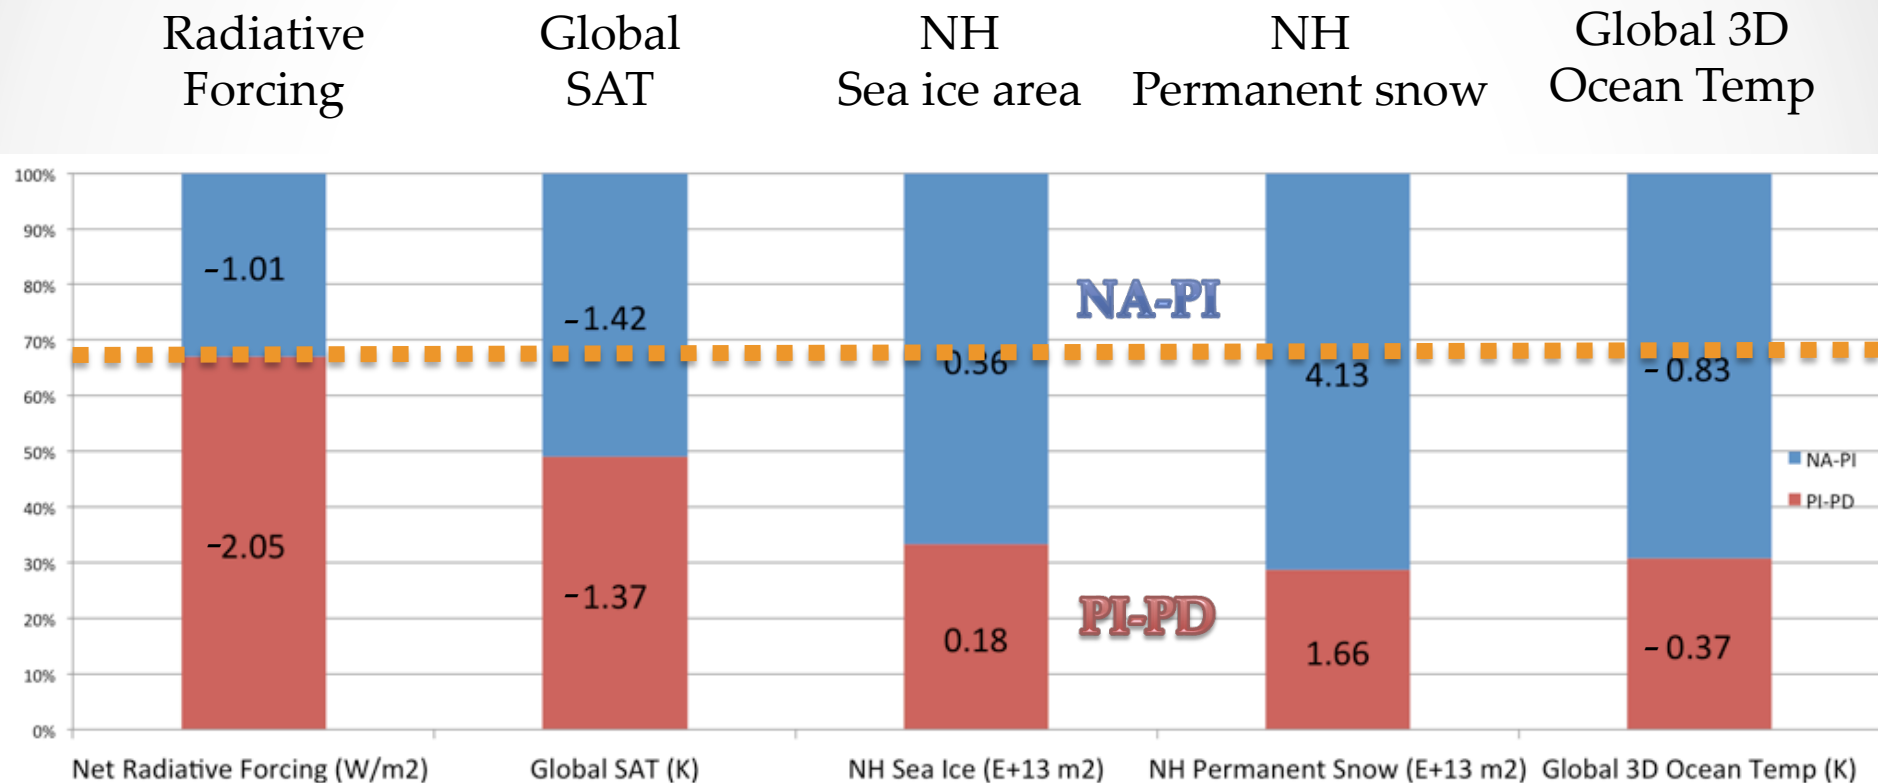 Radiative
Forcing
Global
SAT
NH
Sea ice area
NH
Permanent snow
Global 3D
Ocean Temp
100%
90%
80%
70%
60%
50%
40%
30%
20%
10%
0%
-1.01
-2.05
-1.42
-1.37
0.36
0.18
NA-PI
PI-PD
4.13
1.66
-0.83
-0.37
NA-PI
PI-PD
Net Radiative Forcing (W/m2)
Global SAT (K)
NH Sea Ice (E+13 m2)
NH Permanent Snow (E+13 m2)
Global 3D Ocean Temp (K)